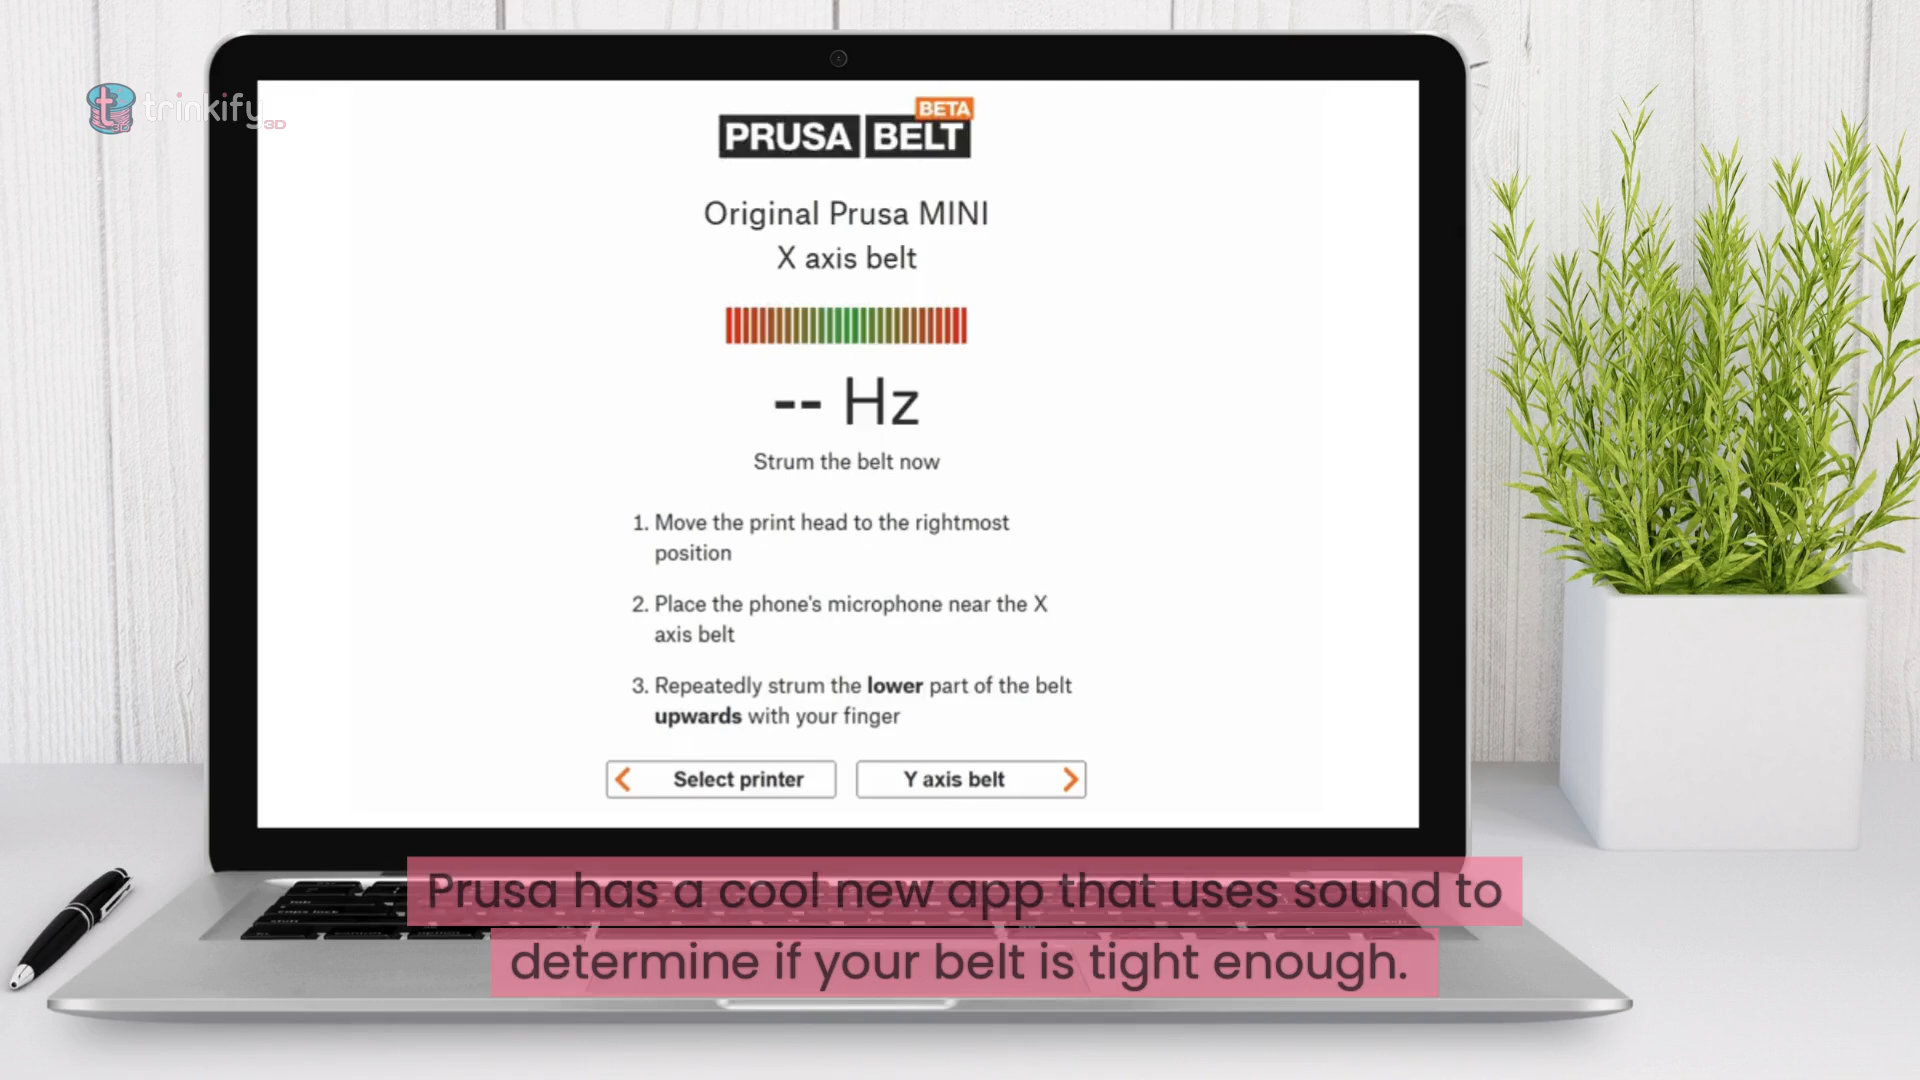 trinkify
3D
BETA
PRUSA BELT
Original Prusa MINI
X axis belt
-- Hz
Strum the belt now
1. Move the print head to the rightmost
position
2. Place the phone's microphone near the X
axis belt
3. Repeatedly strum the lower part of the belt
upwards with your finger
Select printer
Y axis belt
Prusa has a cool new app that uses sound to
determine if your belt is tight enough.